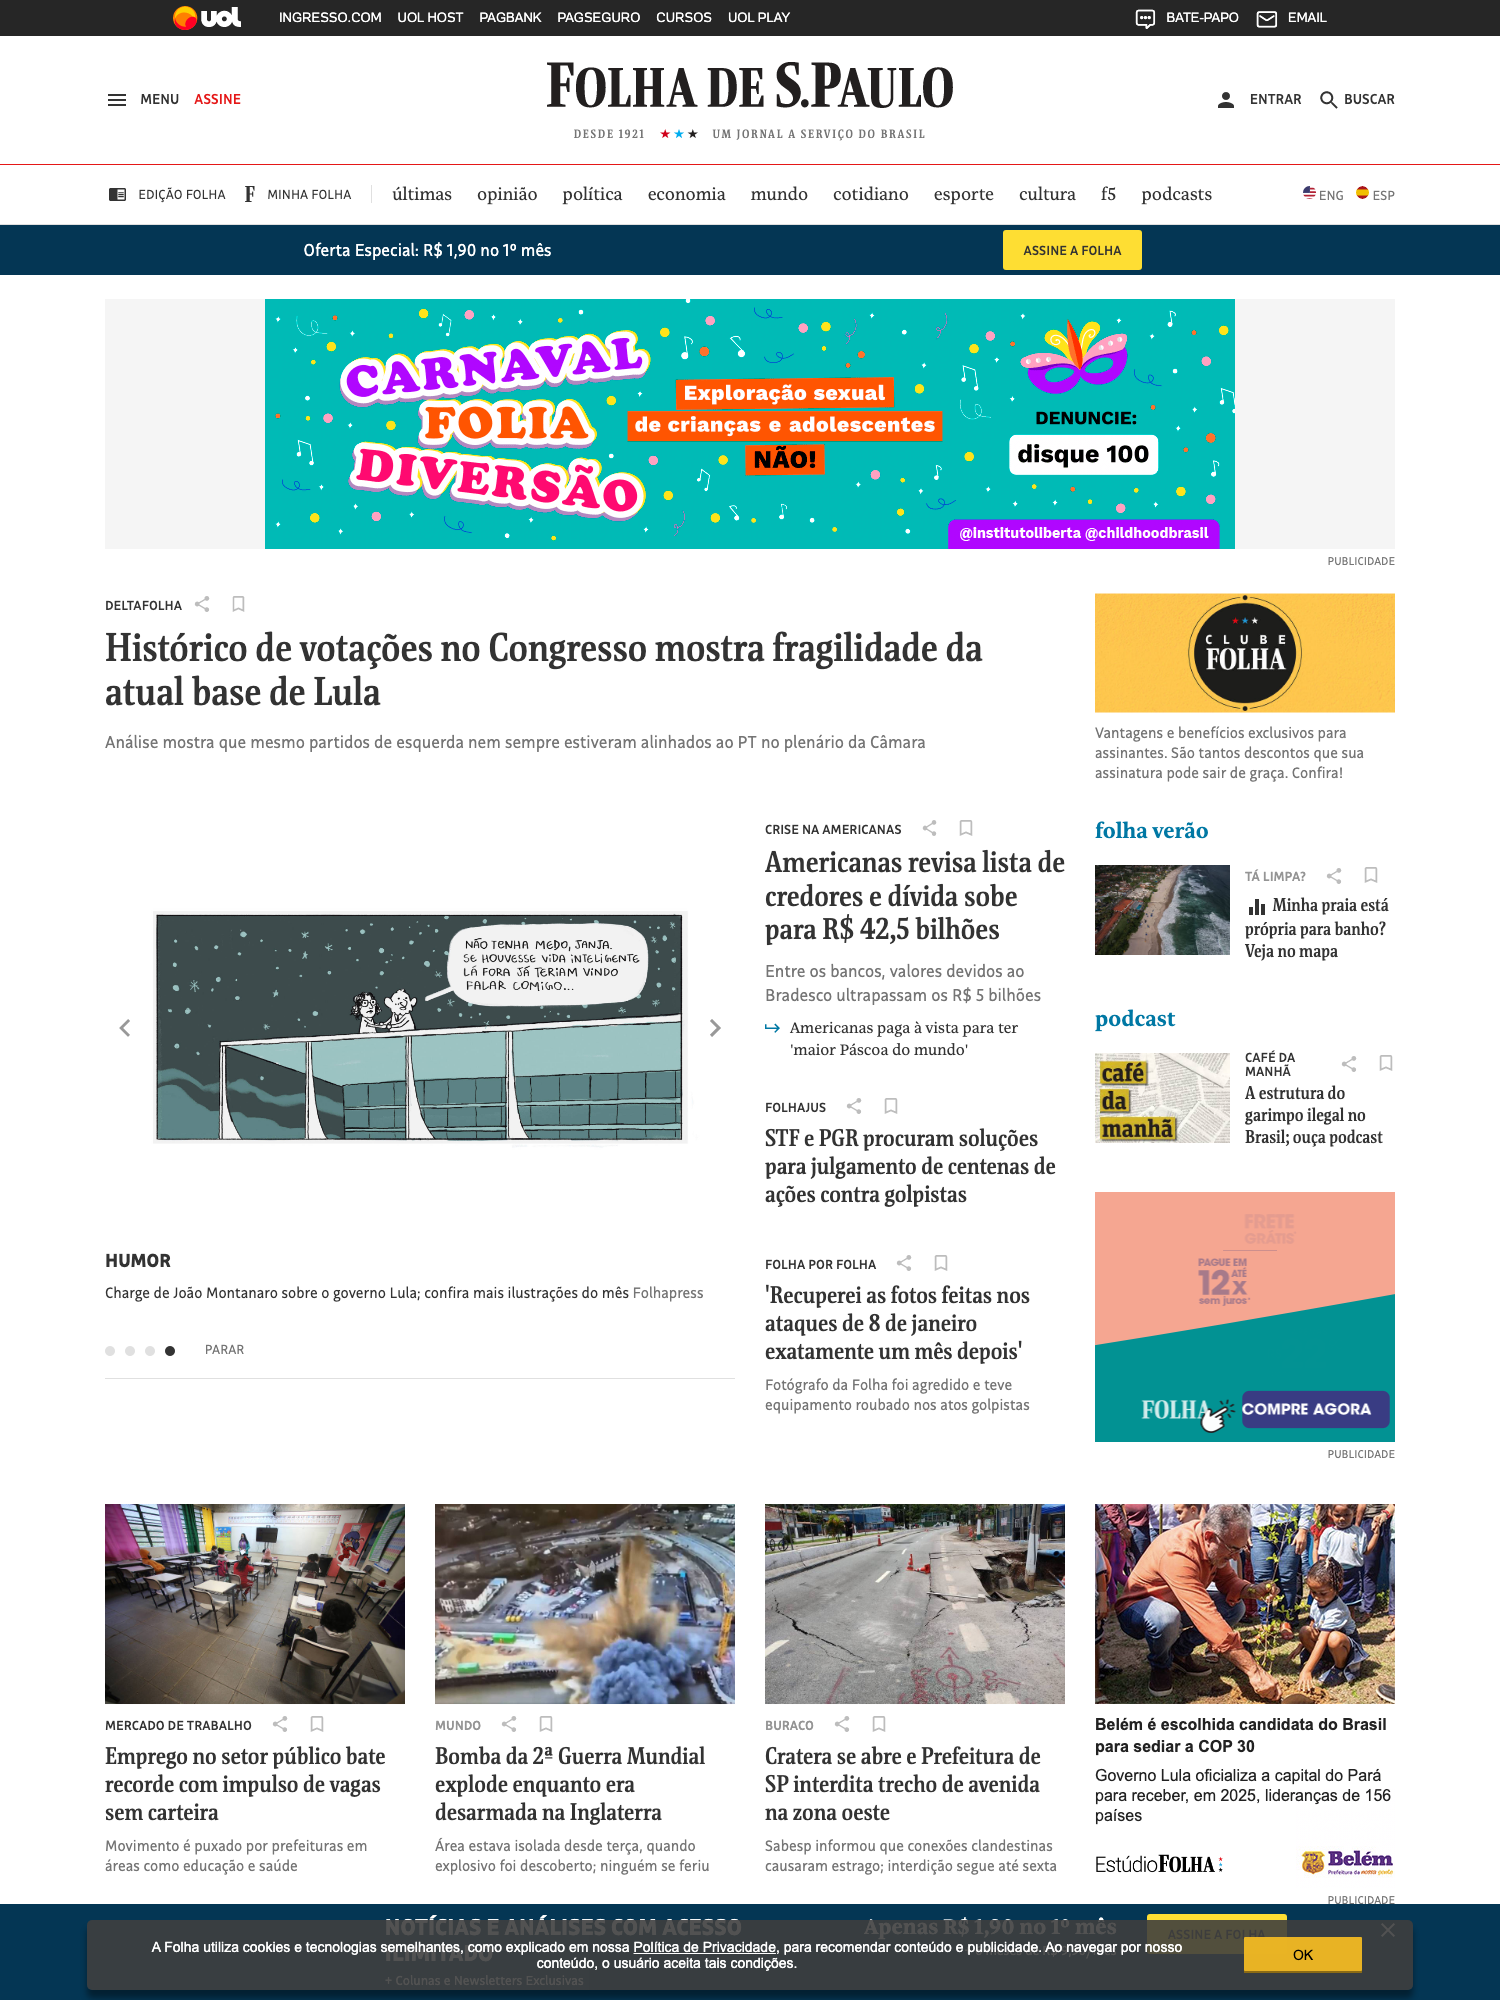 uol INGRESSO.COM UOL HOST PAGBANK PAGSEGURO CURSOS UOL PLAY BATE-PAPO EMAIL
MENU ASSINE
FOLHA DE S.PAULO
DESDE 1921 ★★★ UM JORNAL A SERVIÇO DO BRASIL
ENTRAR BUSCAR
EDIÇÃO FOLHA F MINHA FOLHA últimas opinião política economia mundo cotidiano esporte cultura f5 podcasts ENG ESP
Oferta Especial: R$ 1,90 no 1º mês ASSINE A FOLHA
CARNAVAL
FOLIA
DIVERSÃO
Exploração sexual
de crianças e adolescentes
NÃO!
DENUNCIE:
disque 100
@institutoliberta @childhoodbrasil
PUBLICIDADE
DELTAFOLHA
Histórico de votações no Congresso mostra fragilidade da
atual base de Lula
Análise mostra que mesmo partidos de esquerda nem sempre estiveram alinhados ao PT no plenário da Câmara
CLUBE
FOLHA
Vantagens e benefícios exclusivos para
assinantes. São tantos descontos que sua
assinatura pode sair de graça. Confira!
NÃO TENHA MEDO, JANJA.
SE HOUVESSE VIDA INTELIGENTE
LÁ FORA JÁ TERIAM VINDO
FALAR COMIGO...
HUMOR
Charge de João Montanaro sobre o governo Lula; confira mais ilustrações do mês Folhapress
PARAR
CRISE NA AMERICANAS
Americanas revisa lista de
credores e dívida sobe
para R$ 42,5 bilhões
Entre os bancos, valores devidos ao
Bradesco ultrapassam os R$ 5 bilhões
Americanas paga à vista para ter
'maior Páscoa do mundo'
FOLHAJUS
STF e PGR procuram soluções
para julgamento de centenas de
ações contra golpistas
FOLHA POR FOLHA
'Recuperei as fotos feitas nos
ataques de 8 de janeiro
exatamente um mês depois'
Fotógrafo da Folha foi agredido e teve
equipamento roubado nos atos golpistas
folha verão
TÁ LIMPA?
Minha praia está
própria para banho?
Veja no mapa
podcast
café
da
manhã
CAFÉ DA
MANHÃ
A estrutura do
garimpo ilegal no
Brasil; ouça podcast
FRETE
GRÁTIS*
PAGUE EM
ATÉ
12x
sem juros*
FOLHA COMPRE AGORA
PUBLICIDADE
MERCADO DE TRABALHO
Emprego no setor público bate
recorde com impulso de vagas
sem carteira
Movimento é puxado por prefeituras em
áreas como educação e saúde
MUNDO
Bomba da 2ª Guerra Mundial
explode enquanto era
desarmada na Inglaterra
Área estava isolada desde terça, quando
explosivo foi descoberto; ninguém se feriu
BURACO
Cratera se abre e Prefeitura de
SP interdita trecho de avenida
na zona oeste
Sabesp informou que conexões clandestinas
causaram estrago; interdição segue até sexta
Belém é escolhida candidata do Brasil
para sediar a COP 30
Governo Lula oficializa a capital do Pará
para receber, em 2025, lideranças de 156
países
EstúdioFOLHA
Belém
Prefeitura da nossa gente
PUBLICIDADE
NOTÍCIAS E ANÁLISES COM ACESSO
ILIMITADO
+ Colunas e Newsletters Exclusivas
Apenas R$ 1,90 no 1º mês
ASSINE A FOLHA
A Folha utiliza cookies e tecnologias semelhantes, como explicado em nossa Política de Privacidade, para recomendar conteúdo e publicidade. Ao navegar por nosso
conteúdo, o usuário aceita tais condições.
OK